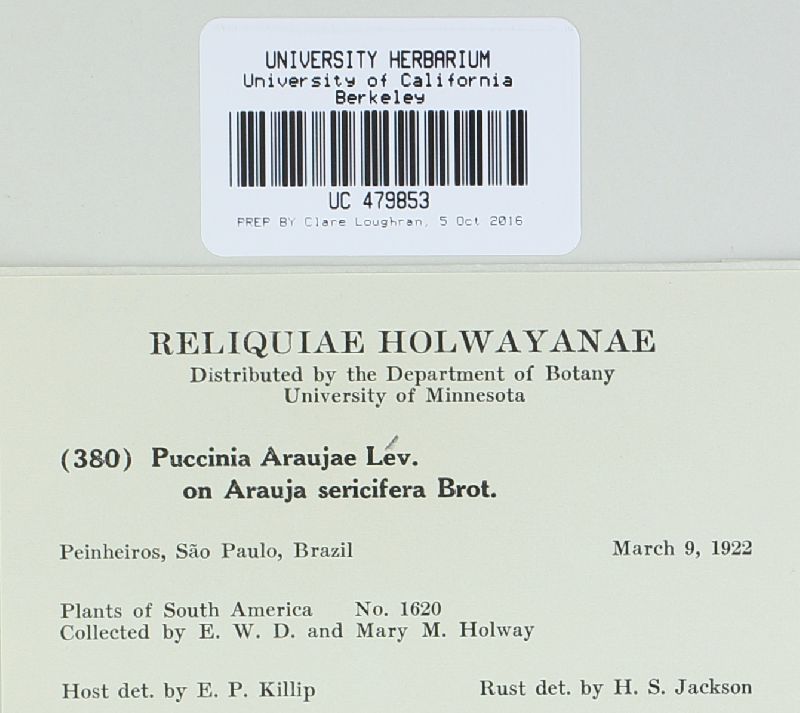 UNIVERSITY HERBARIUM
University of California
Berkeley
UC 479853
PREP BY Clare Loughran, 5 Oct 2016
RELIQUIAE HOLWAYANAE
Distributed by the Department of Botany
University of Minnesota
(380) Puccinia Araujae Lév.
on Arauja sericifera Brot.
Peinheiros, São Paulo, Brazil March 9, 1922
Plants of South America No. 1620
Collected by E. W. D. and Mary M. Holway
Host det. by E. P. Killip Rust det. by H. S. Jackson